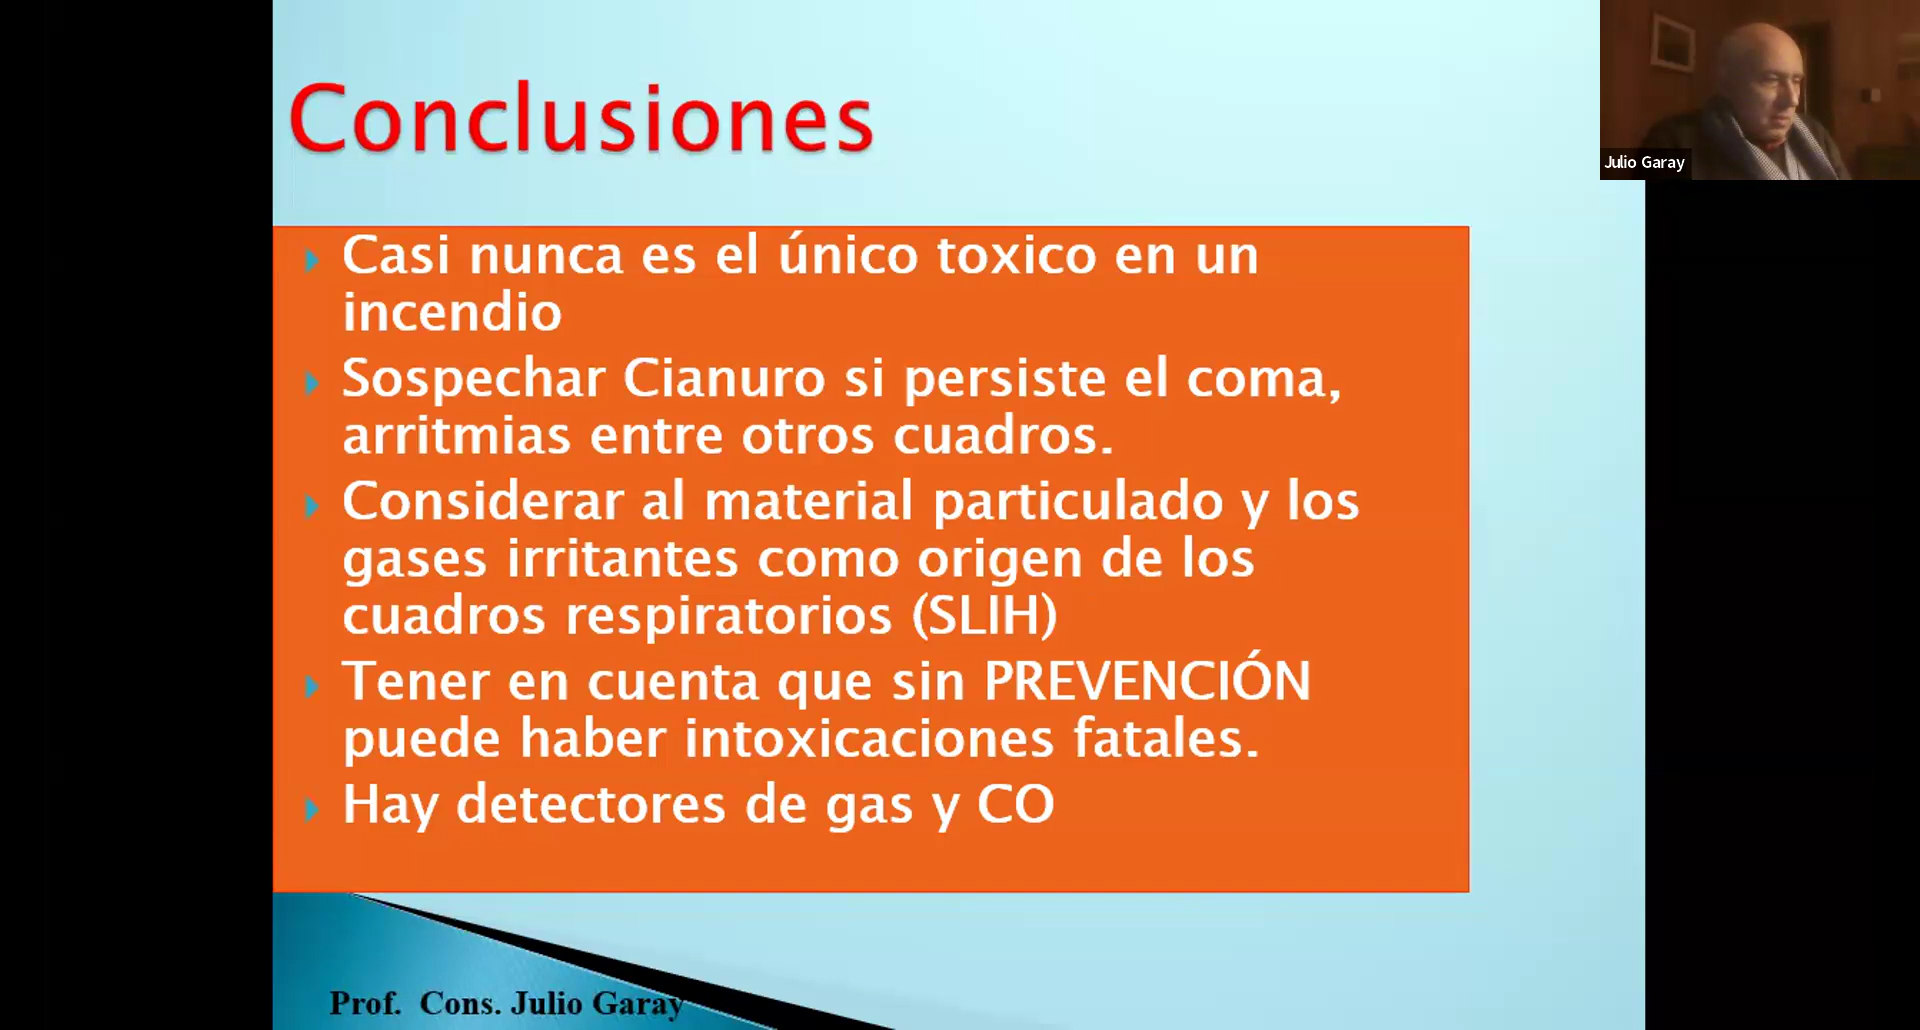 Conclusiones
Julio Garay
Casi nunca es el único toxico en un
incendio
Sospechar Cianuro si persiste el coma,
arritmias entre otros cuadros.
Considerar al material particulado y los
gases irritantes como origen de los
cuadros respiratorios (SLIH)
Tener en cuenta que sin PREVENCIÓN
puede haber intoxicaciones fatales.
Hay detectores de gas y CO
Prof. Cons. Julio Garay